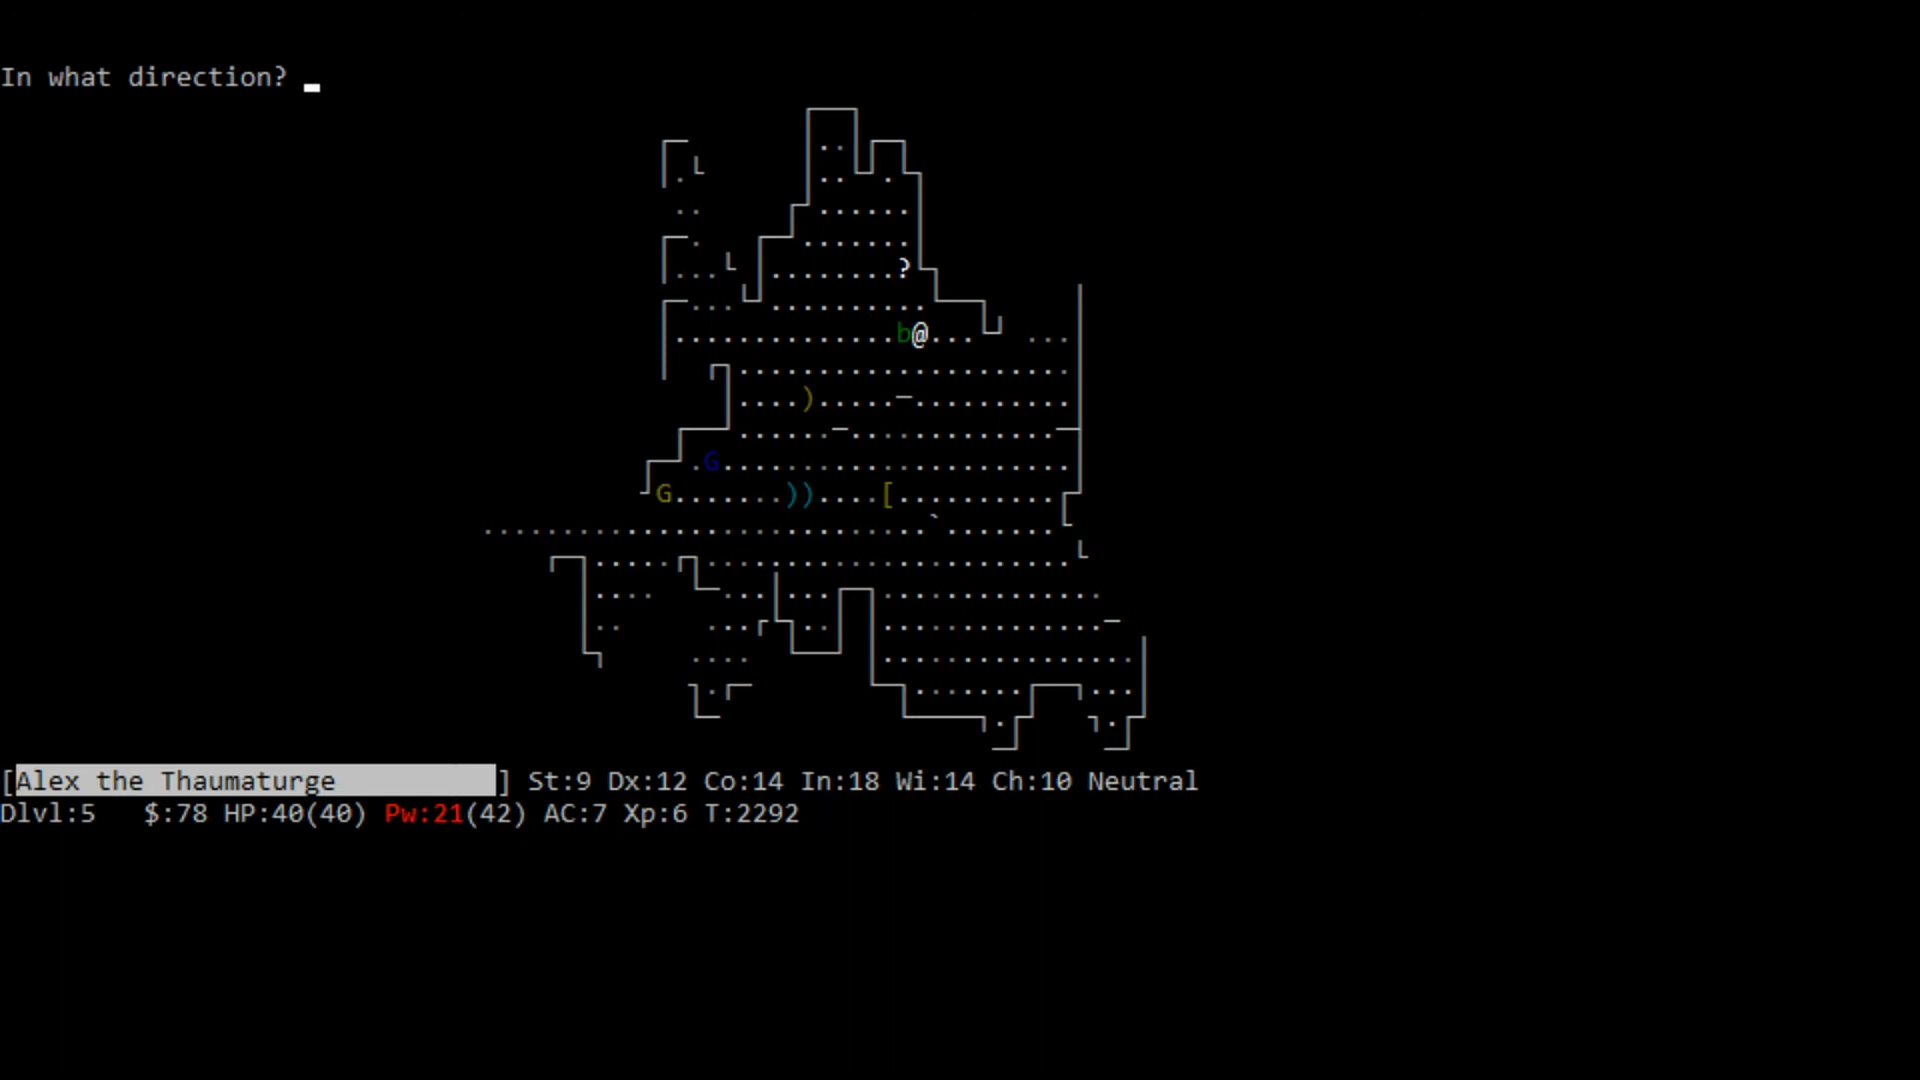 In what direction?
[Alex the Thaumaturge ] St:9 Dx:12 Co:14 In:18 Wi:14 Ch:10 Neutral
Dlvl:5 $:78 HP:40(40) Pw:21(42) AC:7 Xp:6 T:2292